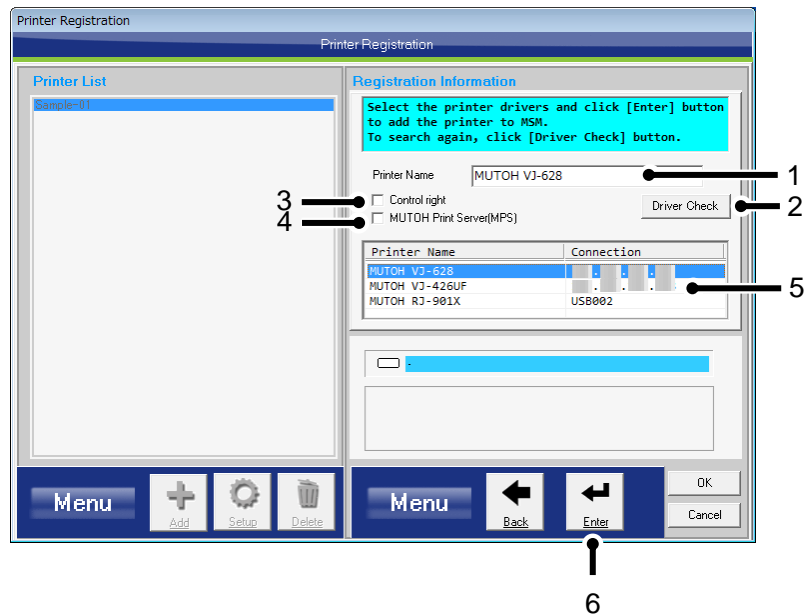 Printer Registration
Printer Registration
Printer List
Sample-01
Registration Information
Select the printer drivers and click [Enter] button
to add the printer to MSM.
To search again, click [Driver Check] button.
Printer Name MUTOH VJ-628 1
3 Control right
Driver Check 2
4 MUTOH Print Server(MPS)
Printer Name Connection
MUTOH VJ-628
MUTOH VJ-426UF 5
MUTOH RJ-901X USB002
-
Menu Add Setup Delete
Menu Back Enter
OK
Cancel
6